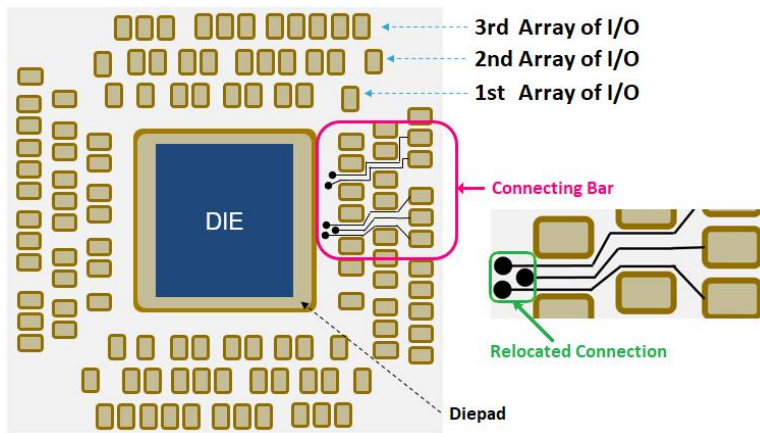 3rd Array of I/O
2nd Array of I/O
1st Array of I/O
Connecting Bar
DIE
Relocated Connection
Diepad